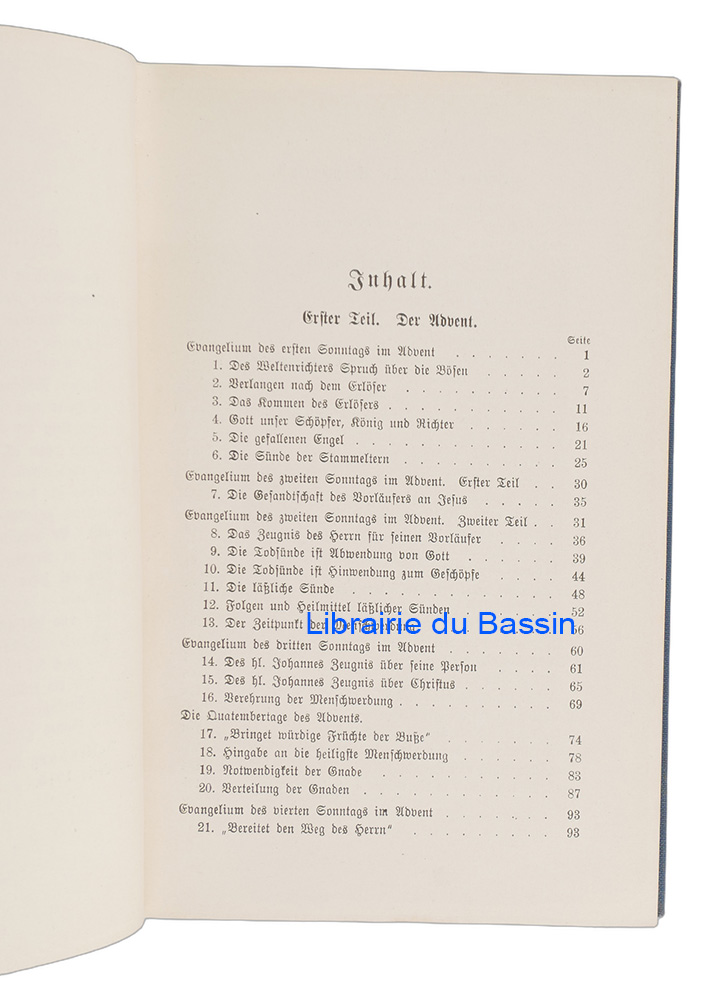 Inhalt.
Erster Teil. Der Advent.
Seite
Evangelium des ersten Sonntags im Advent . . . . . . . 1
1. Des Weltenrichters Spruch über die Bösen . . . . . 2
2. Verlangen nach dem Erlöser . . . . . . . . . . 7
3. Das Kommen des Erlösers . . . . . . . . . . . 11
4. Gott unser Schöpfer, König und Richter . . . . . . 16
5. Die gefallenen Engel . . . . . . . . . . . . . 21
6. Die Sünde der Stammeltern . . . . . . . . . . 25
Evangelium des zweiten Sonntags im Advent. Erster Teil . . 30
7. Die Gesandtschaft des Vorläufers an Jesus . . . . . 35
Evangelium des zweiten Sonntags im Advent. Zweiter Teil . . 31
8. Das Zeugnis des Herrn für seinen Vorläufer . . . . 36
9. Die Todsünde ist Abwendung von Gott . . . . . . 39
10. Die Todsünde ist Hinwendung zum Geschöpfe . . . . 44
11. Die läßliche Sünde . . . . . . . . . . . . 48
12. Folgen und Heilmittel läßlicher Sünden . . . . . . 52
13. Der Zeitpunkt der Menschwerdung . . . . . . . 56
Librairie du Bassin
Evangelium des dritten Sonntags im Advent . . . . . . . 60
14. Des hl. Johannes Zeugnis über seine Person . . . . 61
15. Des hl. Johannes Zeugnis über Christus . . . . . . 65
16. Verehrung der Menschwerdung . . . . . . . . . 69
Die Quatembertage des Advents.
17. „Bringet würdige Früchte der Buße“ . . . . . . . 74
18. Hingabe an die heiligste Menschwerdung . . . . . . 78
19. Notwendigkeit der Gnade . . . . . . . . . . . 83
20. Verteilung der Gnaden . . . . . . . . . . . . 87
Evangelium des vierten Sonntags im Advent . . . . . . . 93
21. „Bereitet den Weg des Herrn“ . . . . . . . . . 93